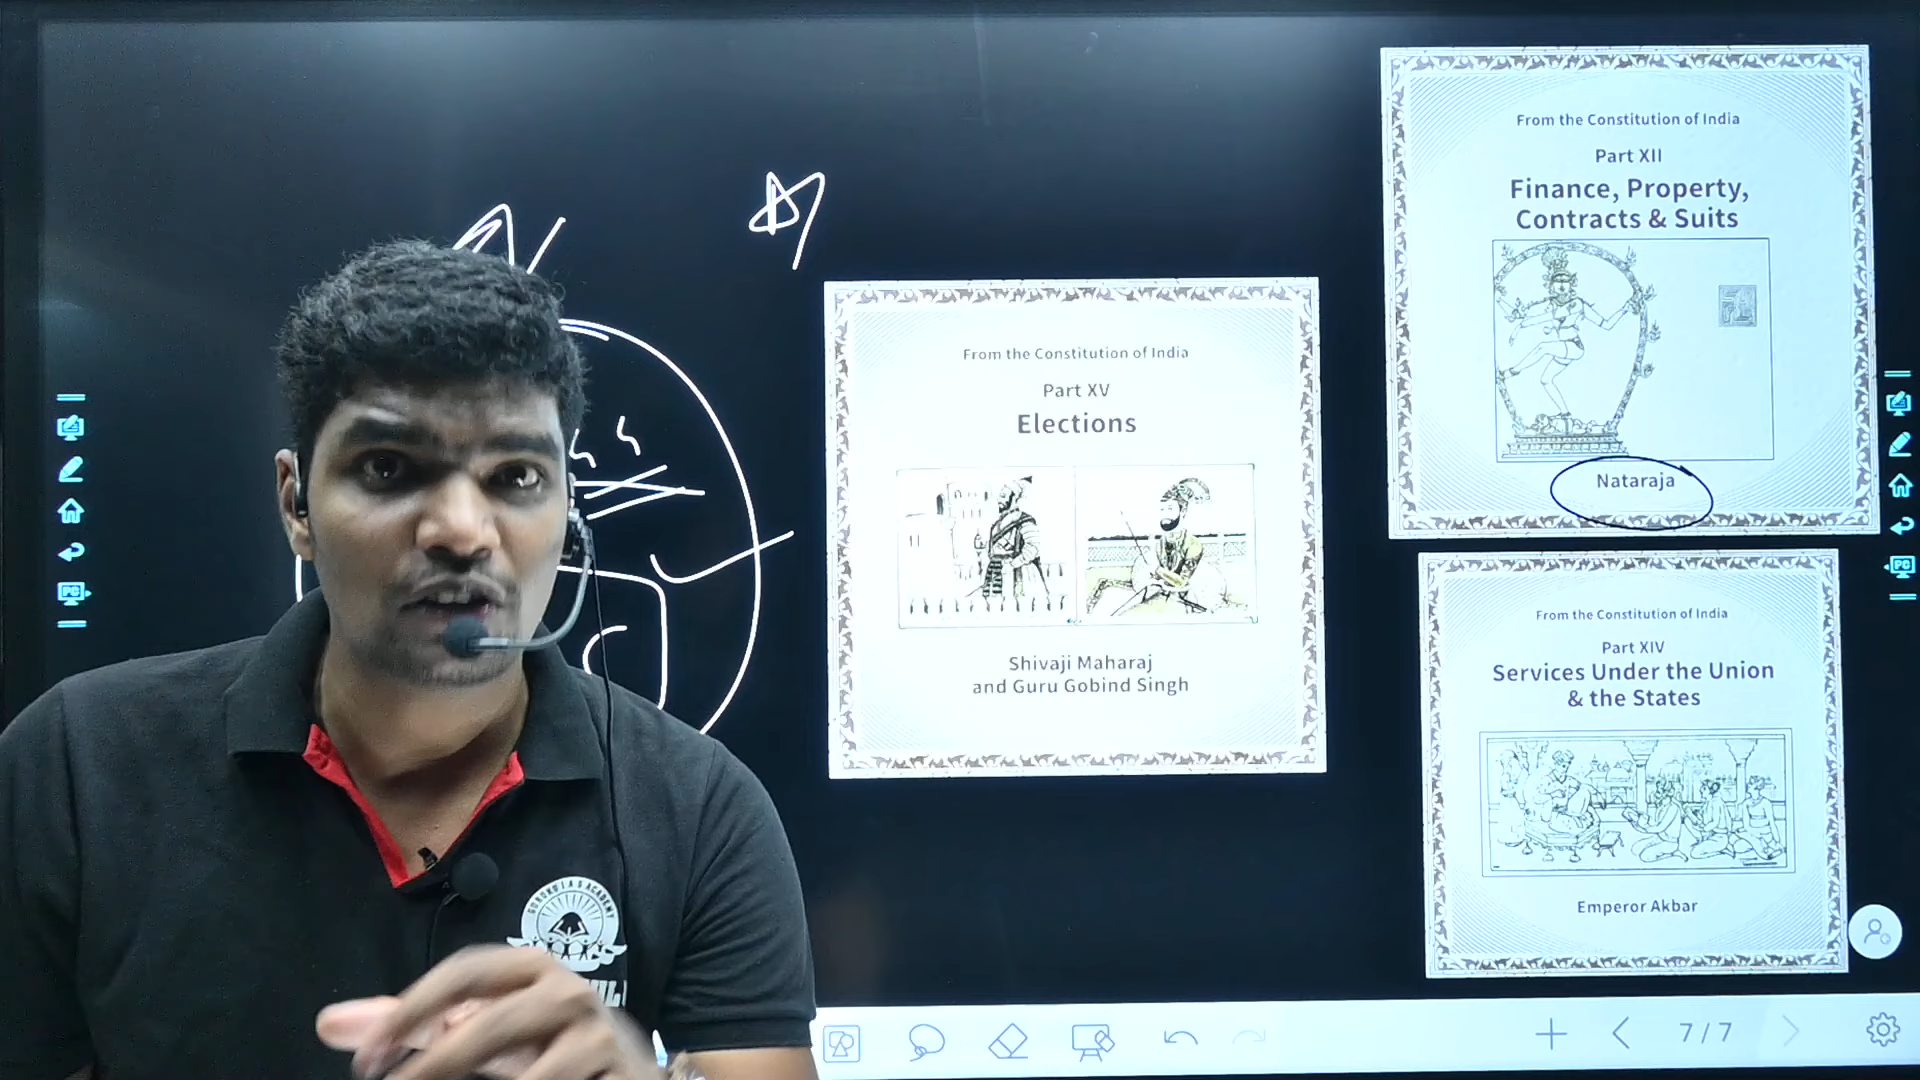 From the Constitution of India
Part XV
Elections
Shivaji Maharaj
and Guru Gobind Singh
From the Constitution of India
Part XII
Finance, Property,
Contracts & Suits
Nataraja
From the Constitution of India
Part XIV
Services Under the Union
& the States
Emperor Akbar
PC
PC
7/7